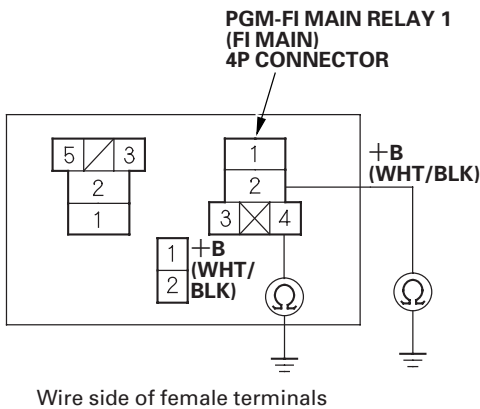 PGM-FI MAIN RELAY 1
(FI MAIN)
4P CONNECTOR
5 3
2
1
1
2
3 4
+B
(WHT/BLK)
1
2
+B
(WHT/
BLK)
Ω
Ω
Wire side of female terminals